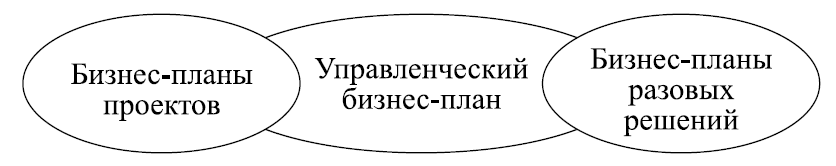 Бизнес-планы
проектов
Управленческий
бизнес-план
Бизнес-планы
разовых
решений